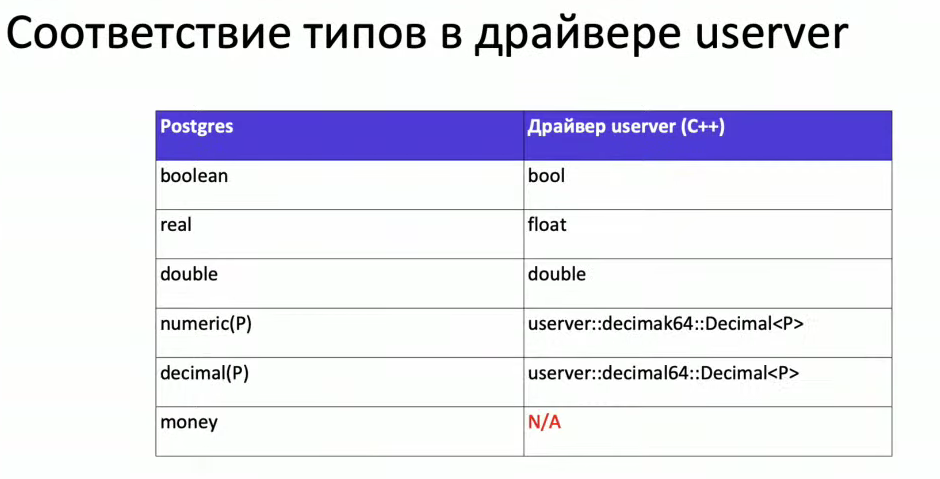 Соответствие типов в драйвере userver
Postgres Драйвер userver (C++)
boolean bool
real float
double double
numeric(P) userver::decimak64::Decimal<P>
decimal(P) userver::decimal64::Decimal<P>
money N/A